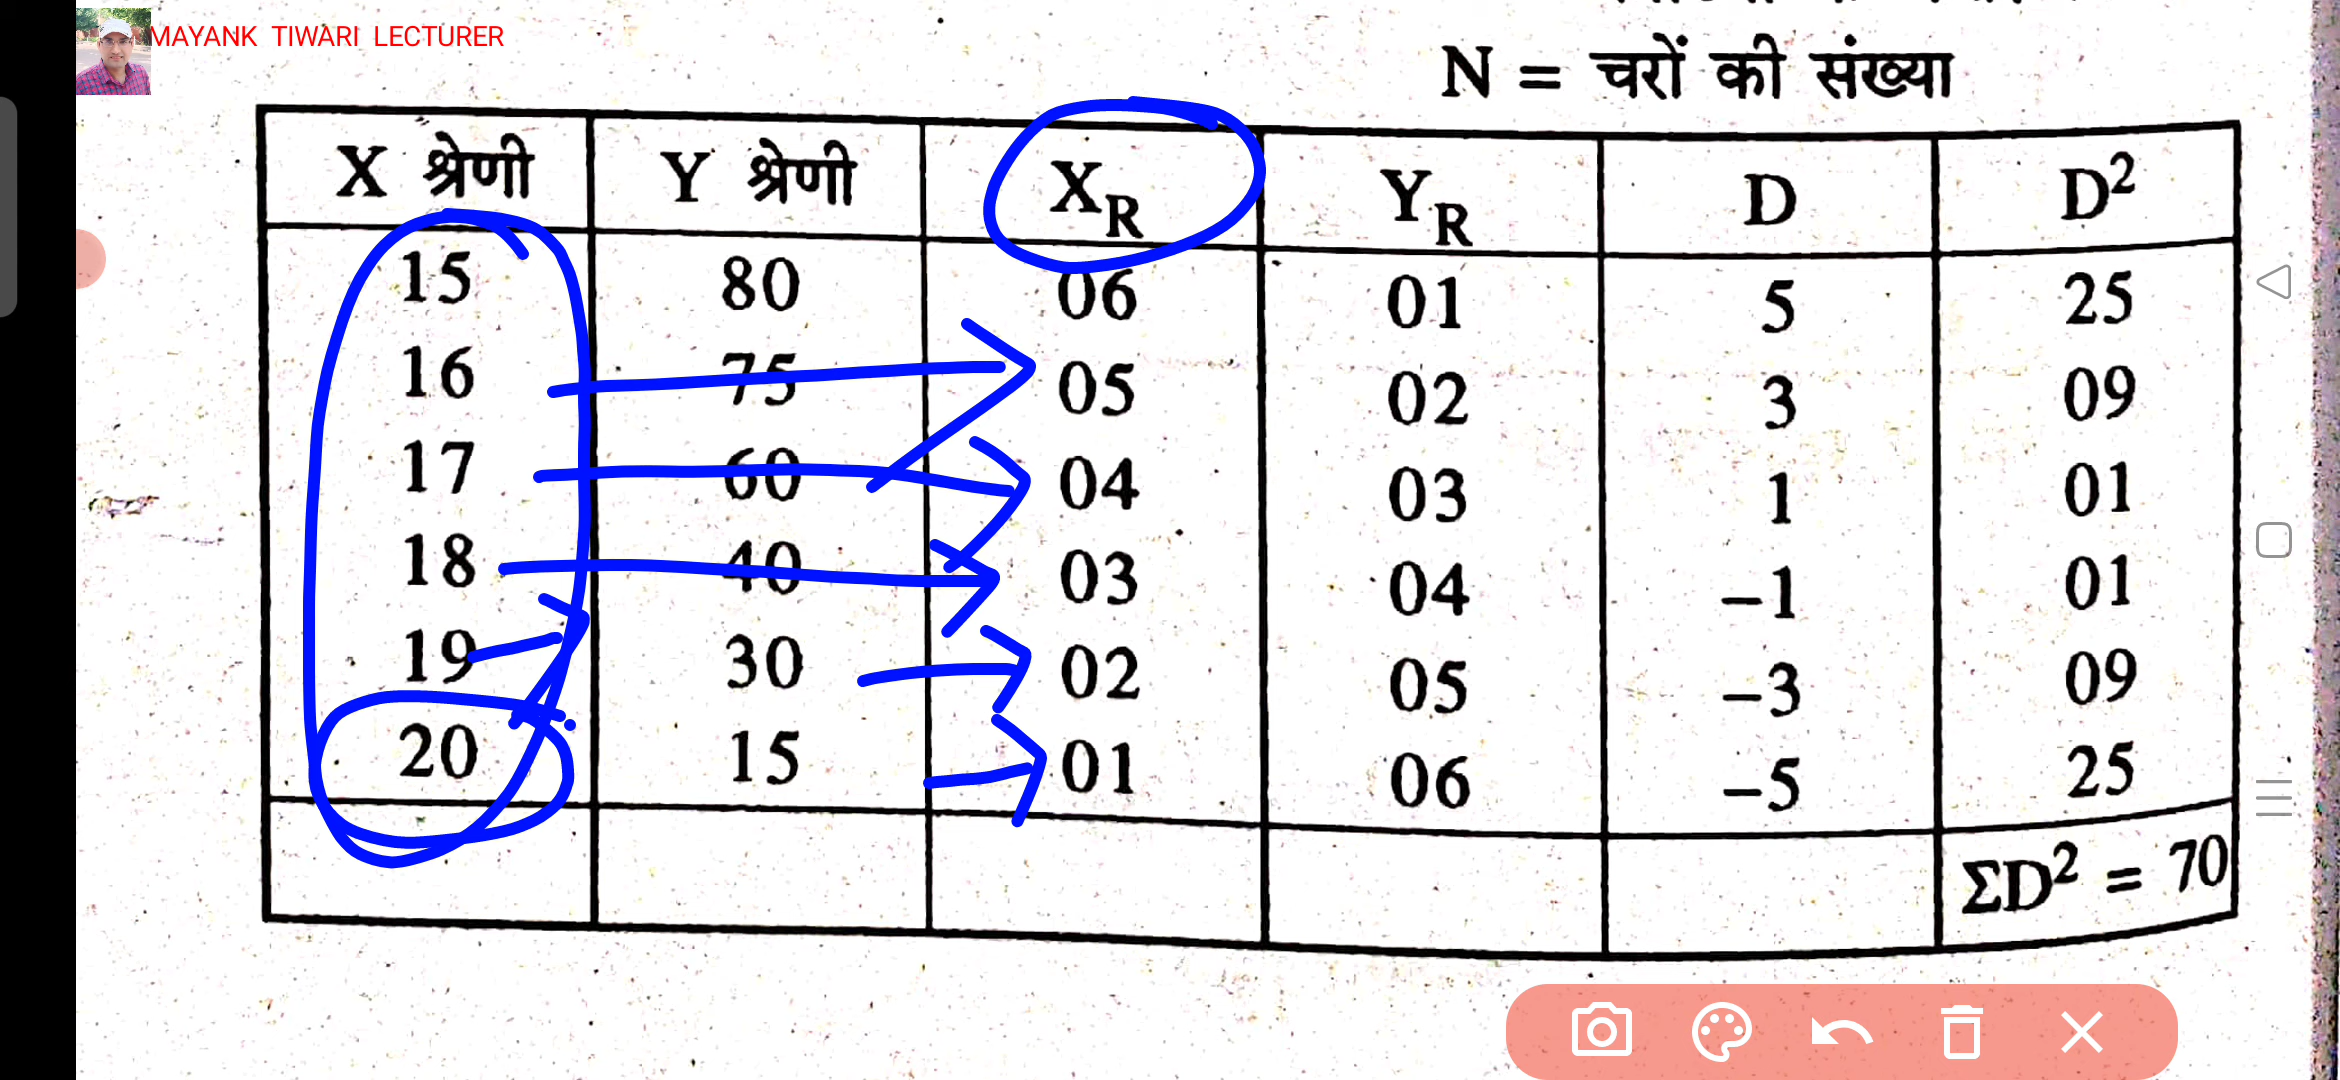 MAYANK TIWARI LECTURER
N = चरों की संख्या
X श्रेणी Y श्रेणी X_R Y_R D D²
15 80 06 01 5 25
16 75 05 02 3 09
17 60 04 03 1 01
18 40 03 04 –1 01
19 30 02 05 –3 09
20 15 01 06 –5 25
ΣD² = 70